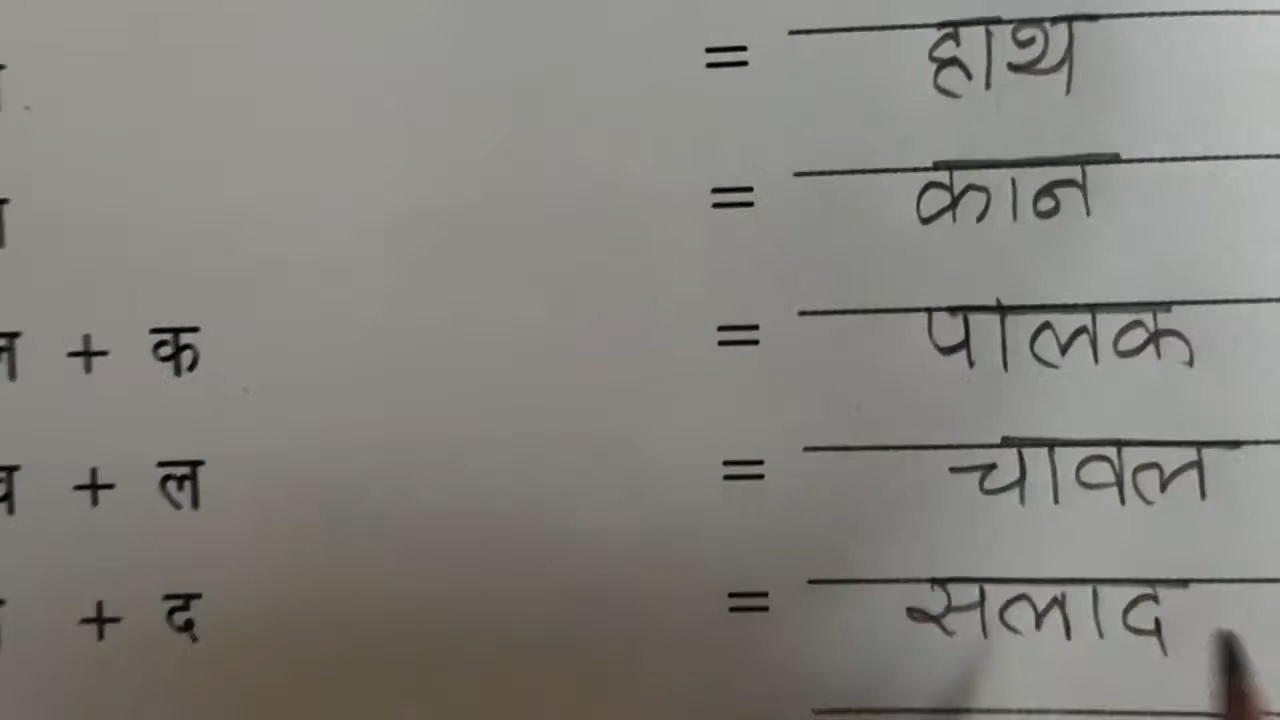 = हाथ
= कान
+ क = पालक
+ ल = चावल
+ द = सलाद